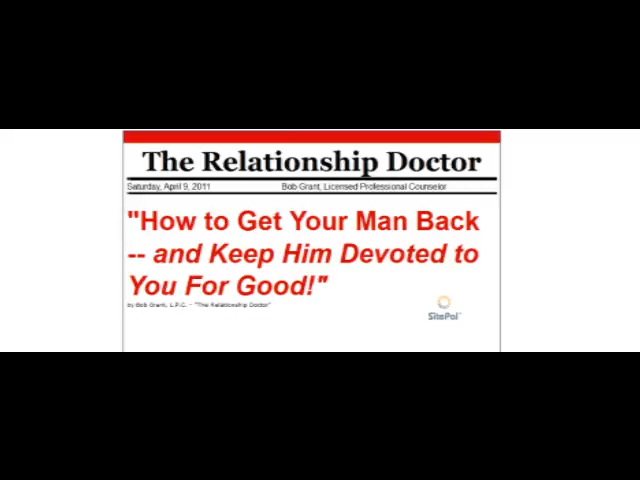 The Relationship Doctor
Saturday, April 9, 2011 Bob Grant, Licensed Professional Counselor
"How to Get Your Man Back
-- and Keep Him Devoted to
You For Good!"
by Bob Grant, L.P.C. - "The Relationship Doctor"
SitePal